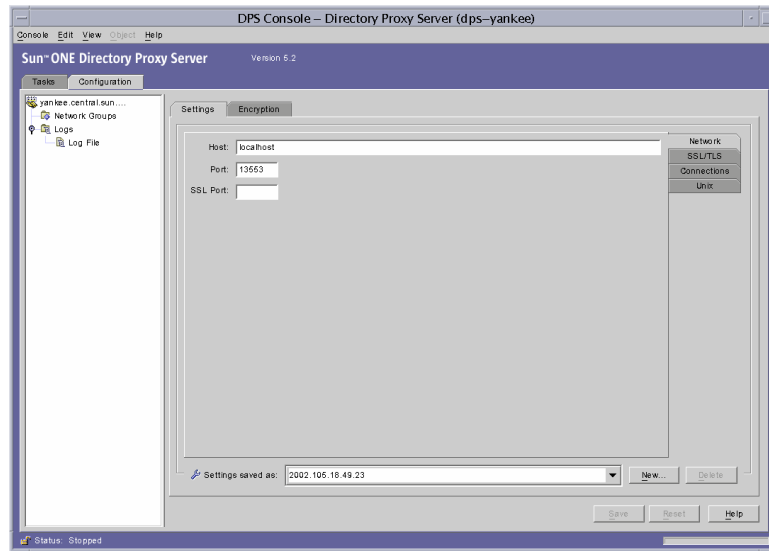 DPS Console – Directory Proxy Server (dps–yankee)
Console Edit View Object Help
Sun™ ONE Directory Proxy Server Version 5.2
Tasks Configuration
yankee.central.sun....
Network Groups
Logs
Log File
Settings Encryption
Host: localhost
Port: 13553
SSL Port:
Network
SSL/TLS
Connections
Unix
Settings saved as: 2002.105.18.49.23 New... Delete
Save Reset Help
Status: Stopped